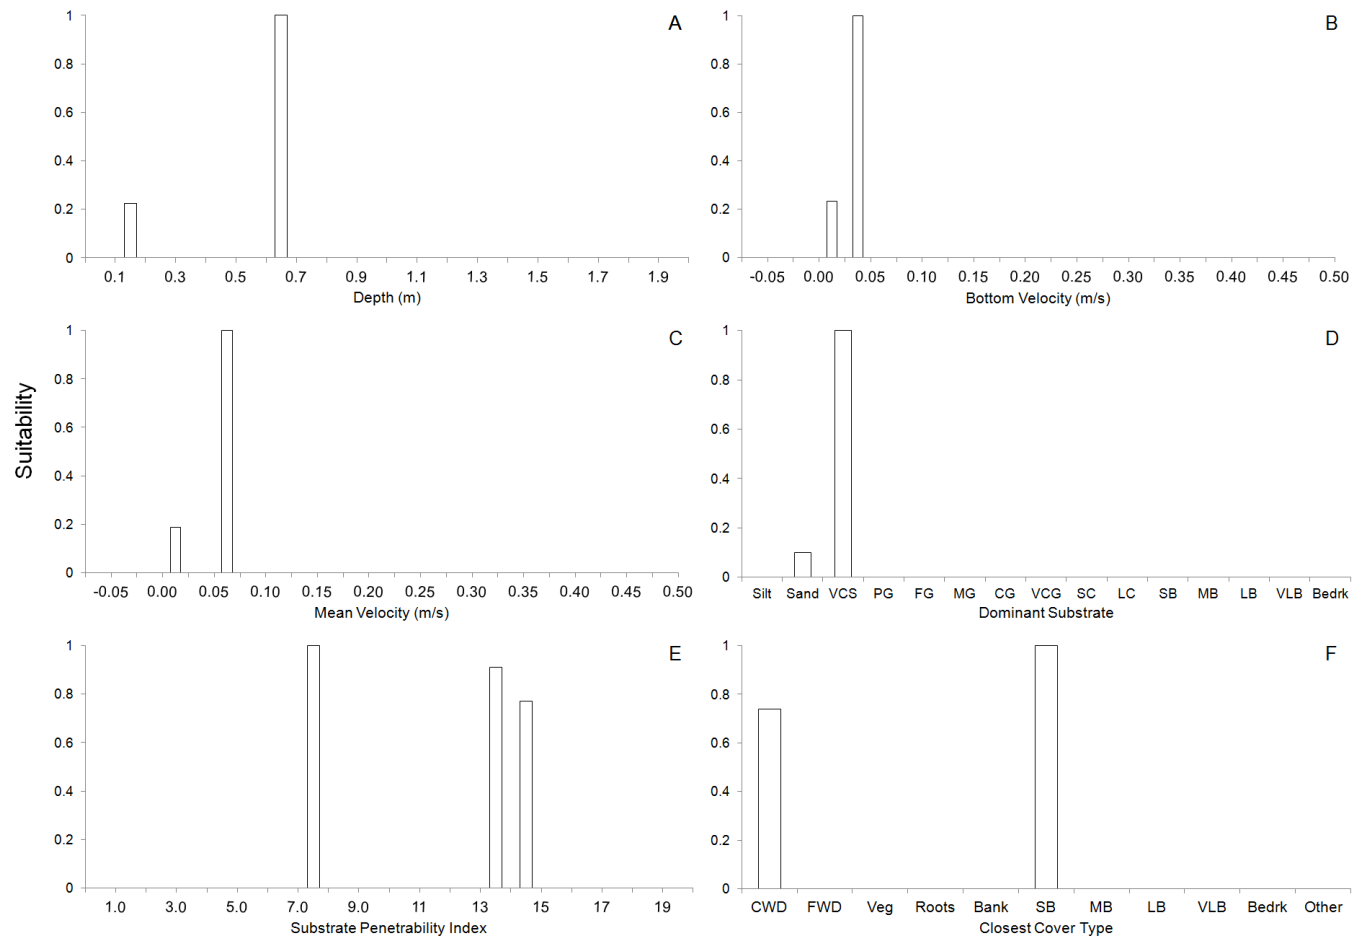 Suitability
A
1
0.8
0.6
0.4
0.2
0
0.1 0.3 0.5 0.7 0.9 1.1 1.3 1.5 1.7 1.9
Depth (m)
B
1
0.8
0.6
0.4
0.2
0
-0.05 0.00 0.05 0.10 0.15 0.20 0.25 0.30 0.35 0.40 0.45 0.50
Bottom Velocity (m/s)
C
1
0.8
0.6
0.4
0.2
0
-0.05 0.00 0.05 0.10 0.15 0.20 0.25 0.30 0.35 0.40 0.45 0.50
Mean Velocity (m/s)
D
1
0.8
0.6
0.4
0.2
0
Silt Sand VCS PG FG MG CG VCG SC LC SB MB LB VLB Bedrk
Dominant Substrate
E
1
0.8
0.6
0.4
0.2
0
1.0 3.0 5.0 7.0 9.0 11 13 15 17 19
Substrate Penetrability Index
F
1
0.8
0.6
0.4
0.2
0
CWD FWD Veg Roots Bank SB MB LB VLB Bedrk Other
Closest Cover Type